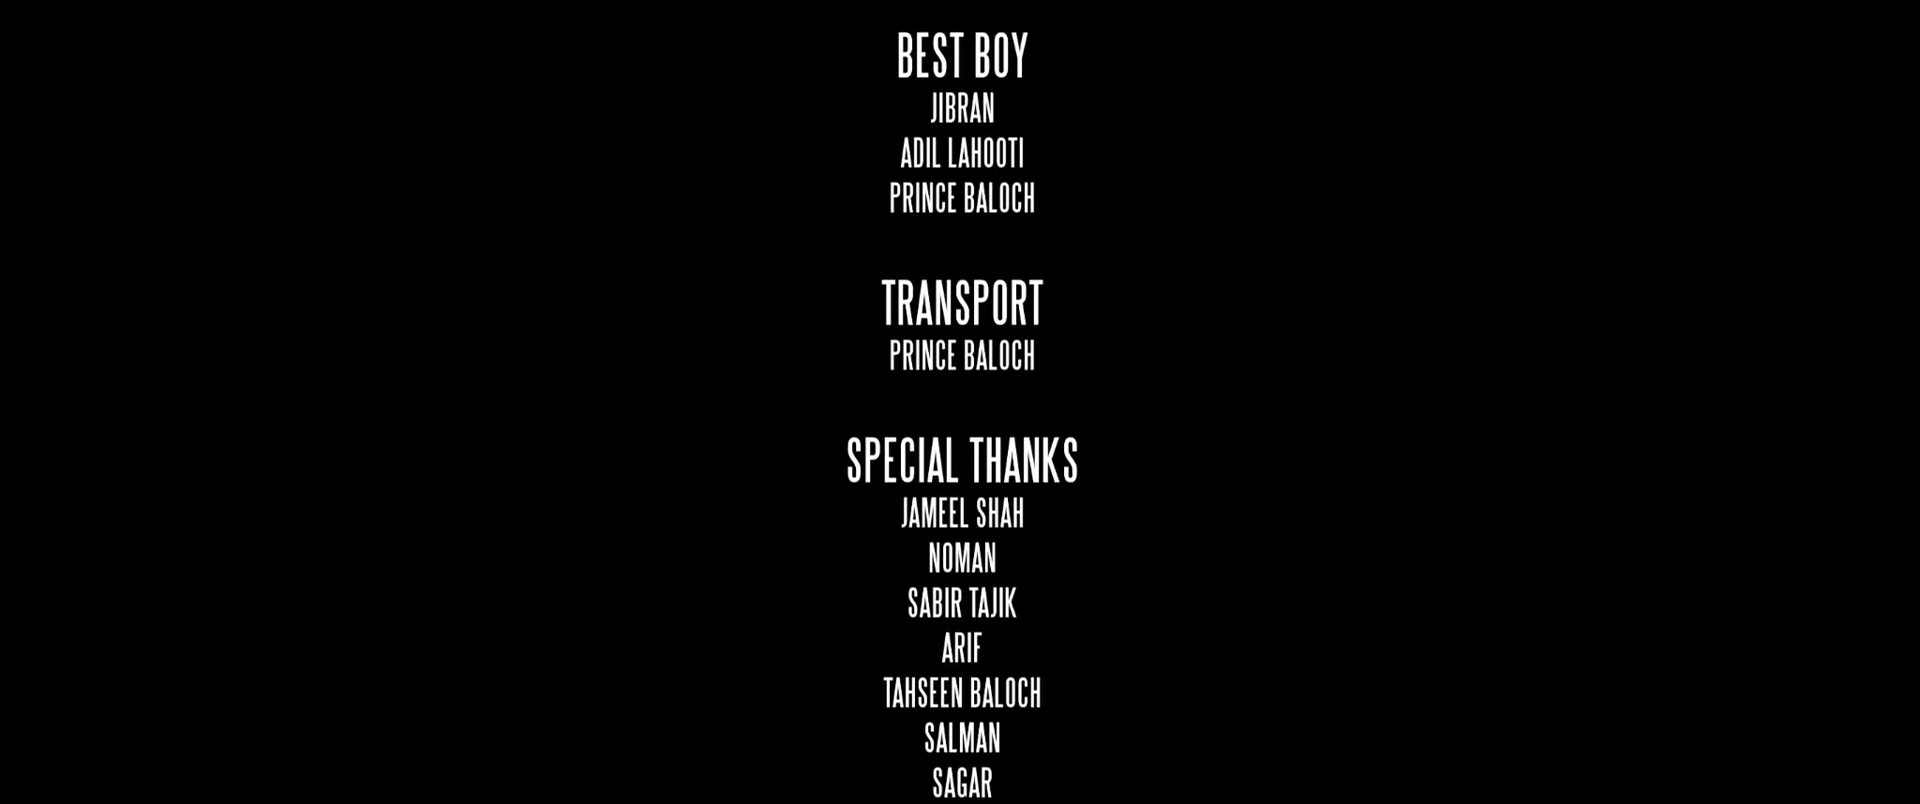 BEST BOY
JIBRAN
ADIL LAHOOTI
PRINCE BALOCH
TRANSPORT
PRINCE BALOCH
SPECIAL THANKS
JAMEEL SHAH
NOMAN
SABIR TAJIK
ARIF
TAHSEEN BALOCH
SALMAN
SAGAR